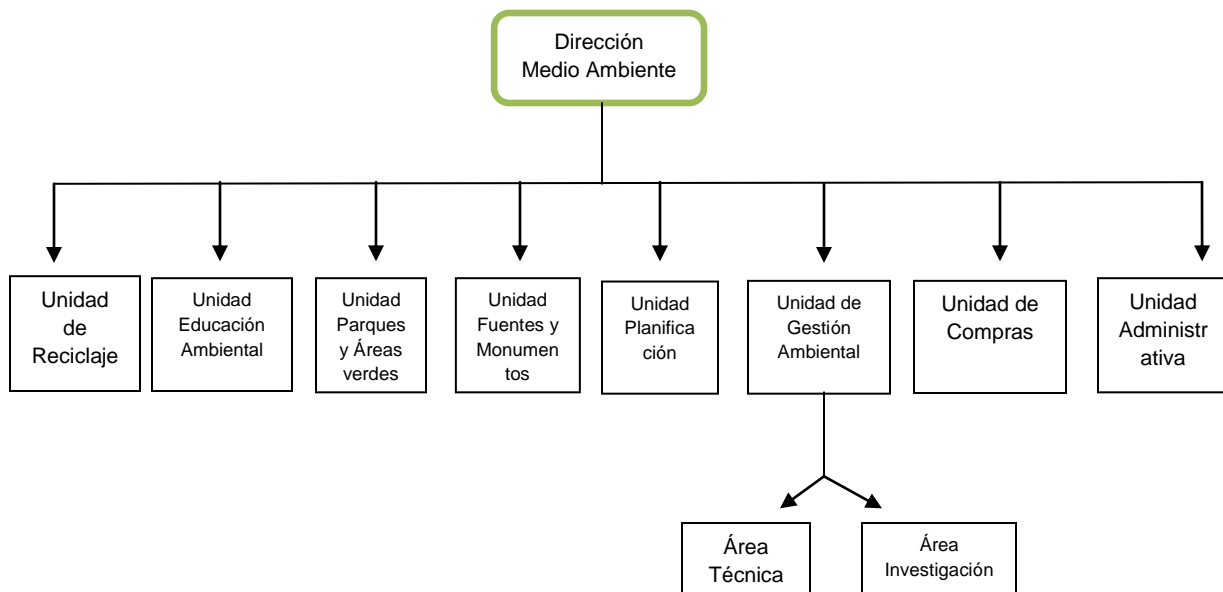 Dirección
Medio Ambiente
Unidad
de
Reciclaje
Unidad
Educación
Ambiental
Unidad
Parques
y Áreas
verdes
Unidad
Fuentes y
Monumen
tos
Unidad
Planifica
ción
Unidad de
Gestión
Ambiental
Unidad de
Compras
Unidad
Administr
ativa
Área
Técnica
Área
Investigación